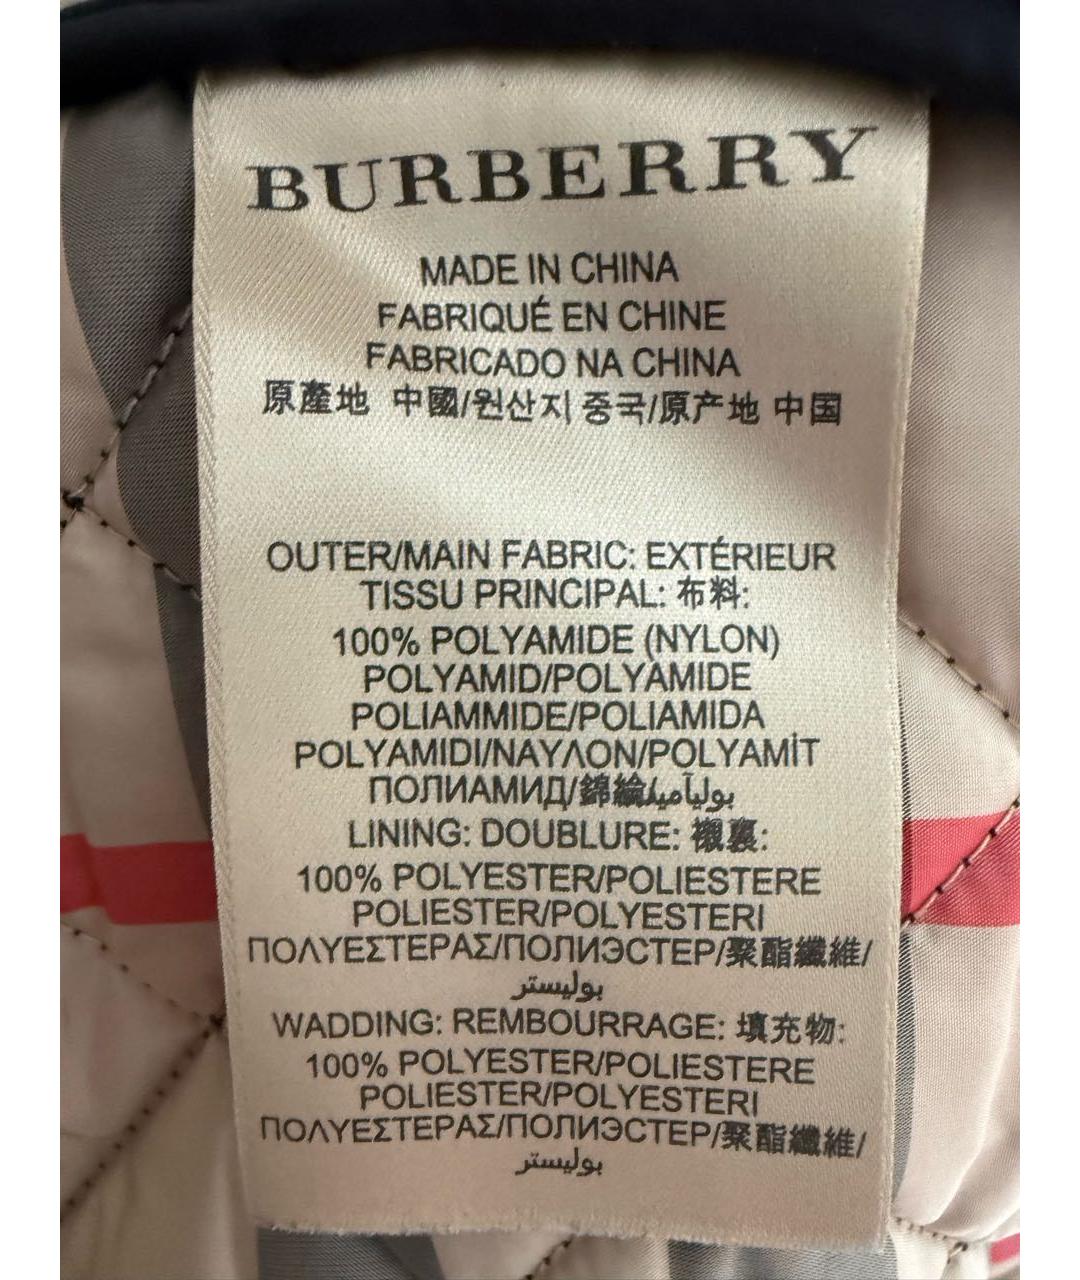 BURBERRY
MADE IN CHINA
FABRIQUÉ EN CHINE
FABRICADO NA CHINA
原產地 中國/원산지 중국/原产地 中国
OUTER/MAIN FABRIC: EXTÉRIEUR
TISSU PRINCIPAL: 布料:
100% POLYAMIDE (NYLON)
POLYAMID/POLYAMIDE
POLIAMMIDE/POLIAMIDA
POLYAMIDI/ΝΑΥΛΟΝ/POLYAMİT
ПОЛИАМИД/錦綸/بوليآميد
LINING: DOUBLURE: 襯裏:
100% POLYESTER/POLIESTERE
POLIESTER/POLYESTERI
ΠΟΛΥΕΣΤΕΡΑΣ/ПОЛИЭСТЕР/聚酯纖維/
بوليستر
WADDING: REMBOURRAGE: 填充物:
100% POLYESTER/POLIESTERE
POLIESTER/POLYESTERI
ΠΟΛΥΕΣΤΕΡΑΣ/ПОЛИЭСТЕР/聚酯纖維/
بوليستر